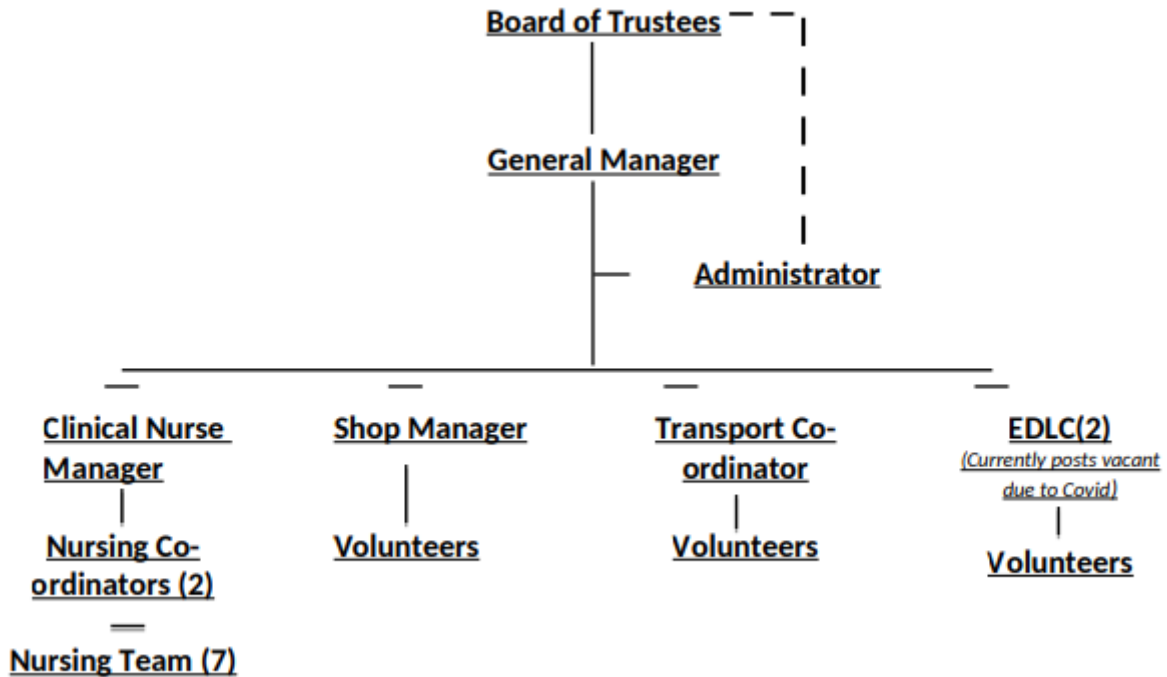 Board of Trustees
General Manager
Administrator
Clinical Nurse
Manager
Shop Manager
Transport Co-
ordinator
EDLC(2)
(Currently posts vacant
due to Covid)
Nursing Co-
ordinators (2)
Volunteers
Volunteers
Volunteers
Nursing Team (7)